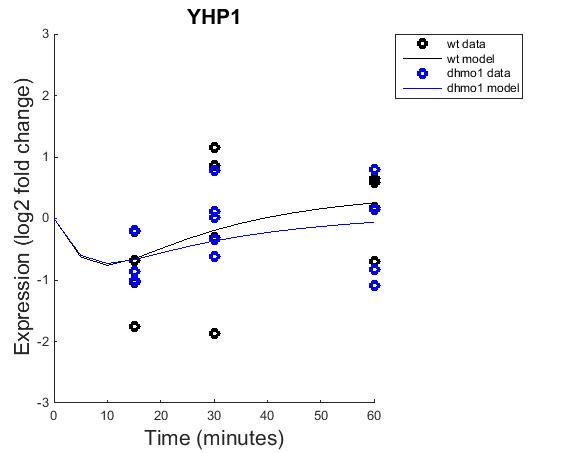 YHP1
wt data
wt model
dhmo1 data
dhmo1 model
Expression (log2 fold change)
3
2
1
0
-1
-2
-3
0 10 20 30 40 50 60
Time (minutes)